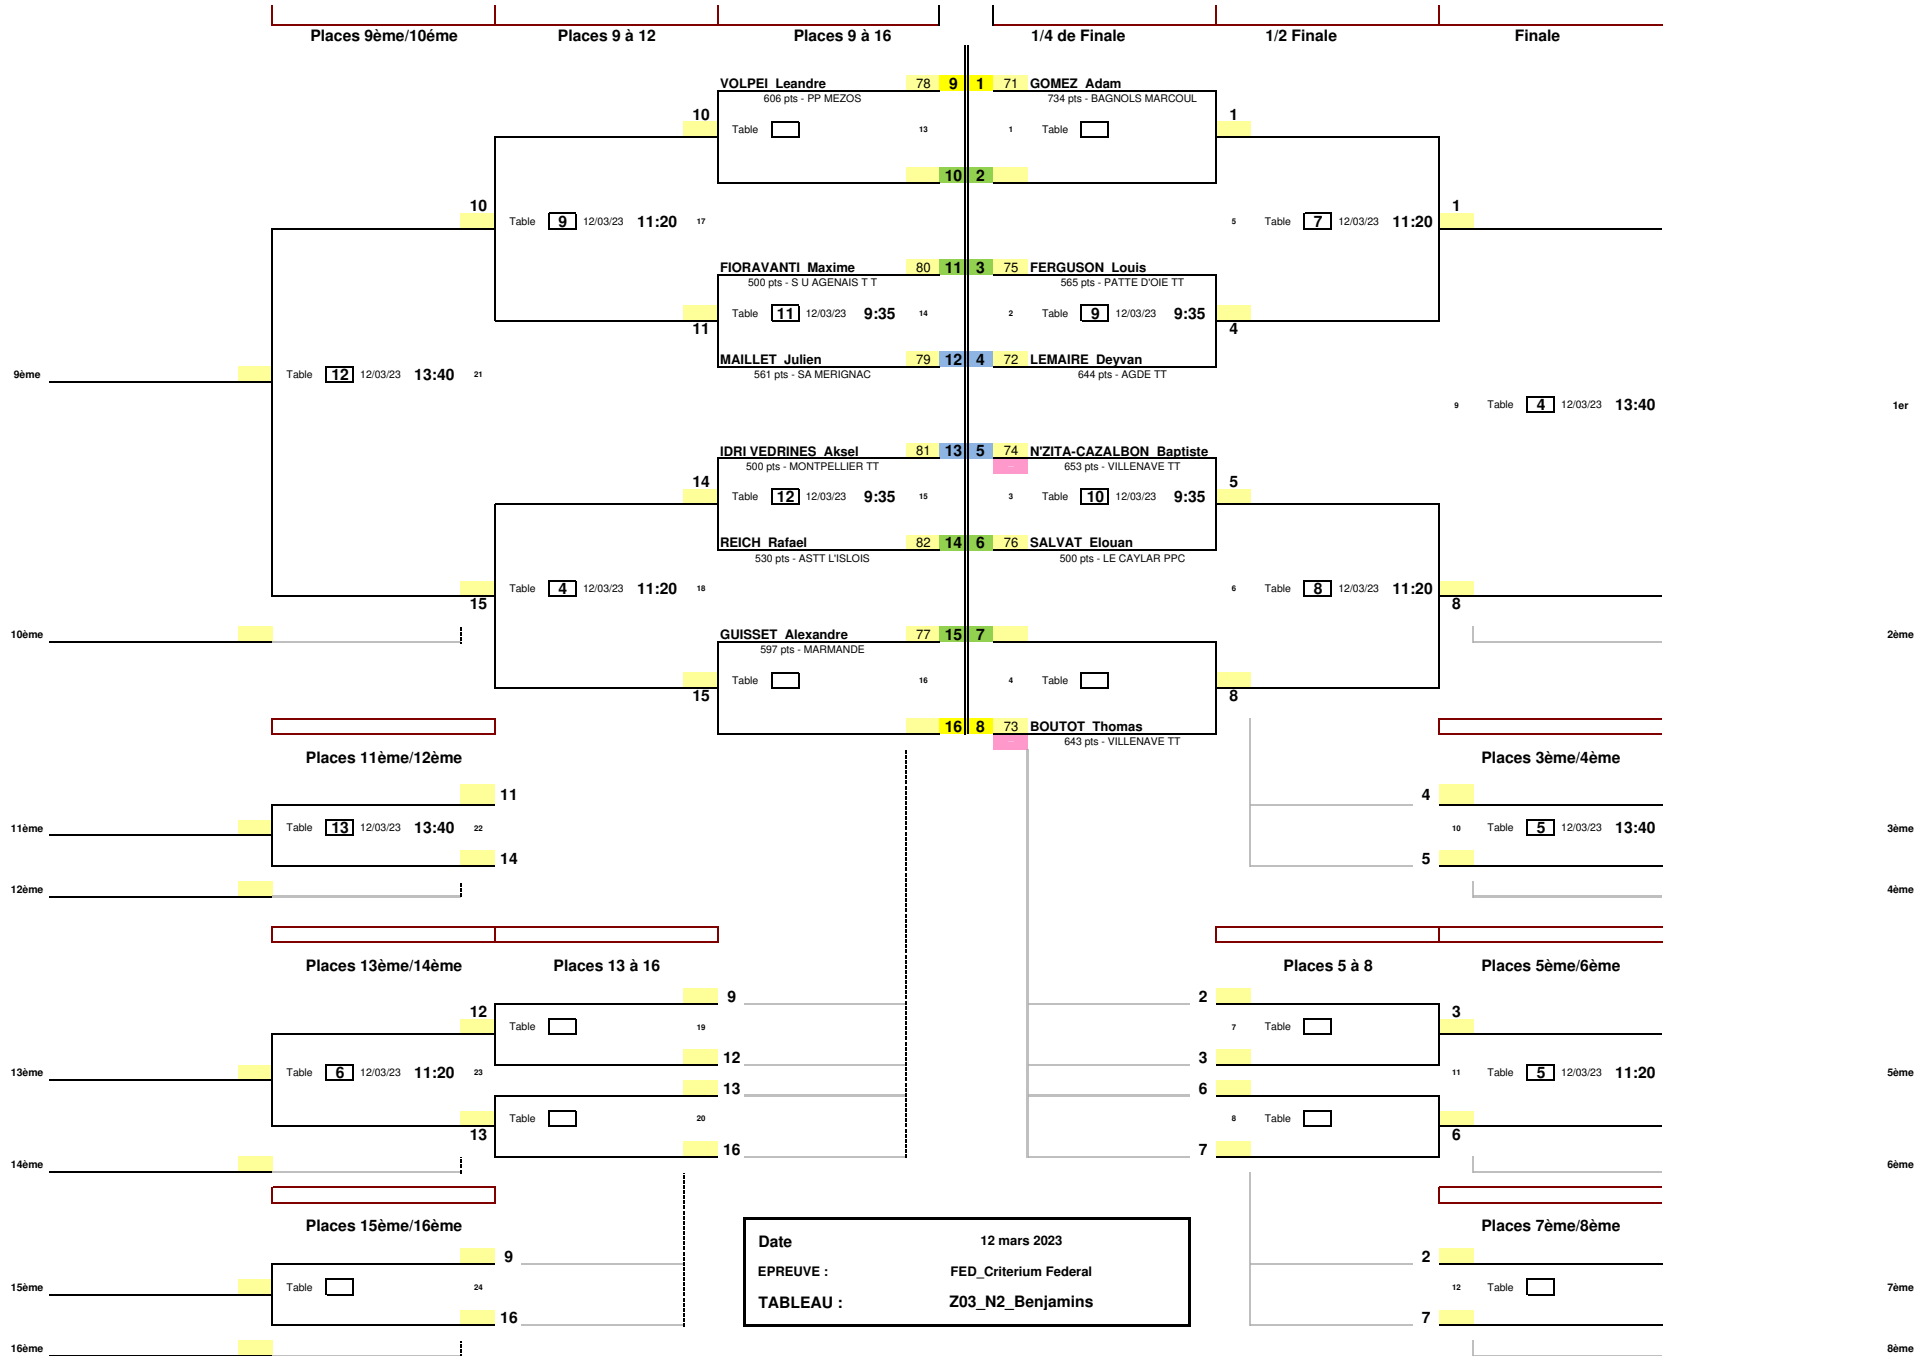 Places 9ème/10éme Places 9 à 12 Places 9 à 16 1/4 de Finale 1/2 Finale Finale
VOLPEI Leandre 78 9 1 71 GOMEZ Adam
606 pts - PP MEZOS 734 pts - BAGNOLS MARCOUL
10 1
Table 13 1 Table
10 2
10 1
Table 9 12/03/23 11:20 17 5 Table 7 12/03/23 11:20
FIORAVANTI Maxime 80 11 3 75 FERGUSON Louis
500 pts - S U AGENAIS T T 565 pts - PATTE D'OIE TT
Table 11 12/03/23 9:35 14 2 Table 9 12/03/23 9:35
11 4
MAILLET Julien 79 12 4 72 LEMAIRE Deyvan
561 pts - SA MERIGNAC 644 pts - AGDE TT
9ème Table 12 12/03/23 13:40 21
9 Table 4 12/03/23 13:40 1er
IDRI VEDRINES Aksel 81 13 5 74 N'ZITA-CAZALBON Baptiste
500 pts - MONTPELLIER TT 653 pts - VILLENAVE TT
14 5
Table 12 12/03/23 9:35 15 3 Table 10 12/03/23 9:35
REICH Rafael 82 14 6 76 SALVAT Elouan
530 pts - ASTT L'ISLOIS 500 pts - LE CAYLAR PPC
Table 4 12/03/23 11:20 18 6 Table 8 12/03/23 11:20
15 8
10ème GUISSET Alexandre 77 15 7 2ème
597 pts - MARMANDE
Table 16 4 Table
15 8
16 8 73 BOUTOT Thomas
643 pts - VILLENAVE TT
Places 11ème/12ème Places 3ème/4ème
11 4
11ème Table 13 12/03/23 13:40 22 10 Table 5 12/03/23 13:40 3ème
14 5
12ème 4ème
Places 13ème/14ème Places 13 à 16 Places 5 à 8 Places 5ème/6ème
9 2
12 3
Table 19 7 Table
12 3
13ème Table 6 12/03/23 11:20 23 11 Table 5 12/03/23 11:20 5ème
13 6
Table 20 8 Table
13 6
16 7
14ème 6ème
Places 15ème/16ème Places 7ème/8ème
Date 12 mars 2023
9 2
EPREUVE : FED_Criterium Federal
15ème Table 24 12 Table 7ème
TABLEAU : Z03_N2_Benjamins
16 7
16ème 8ème